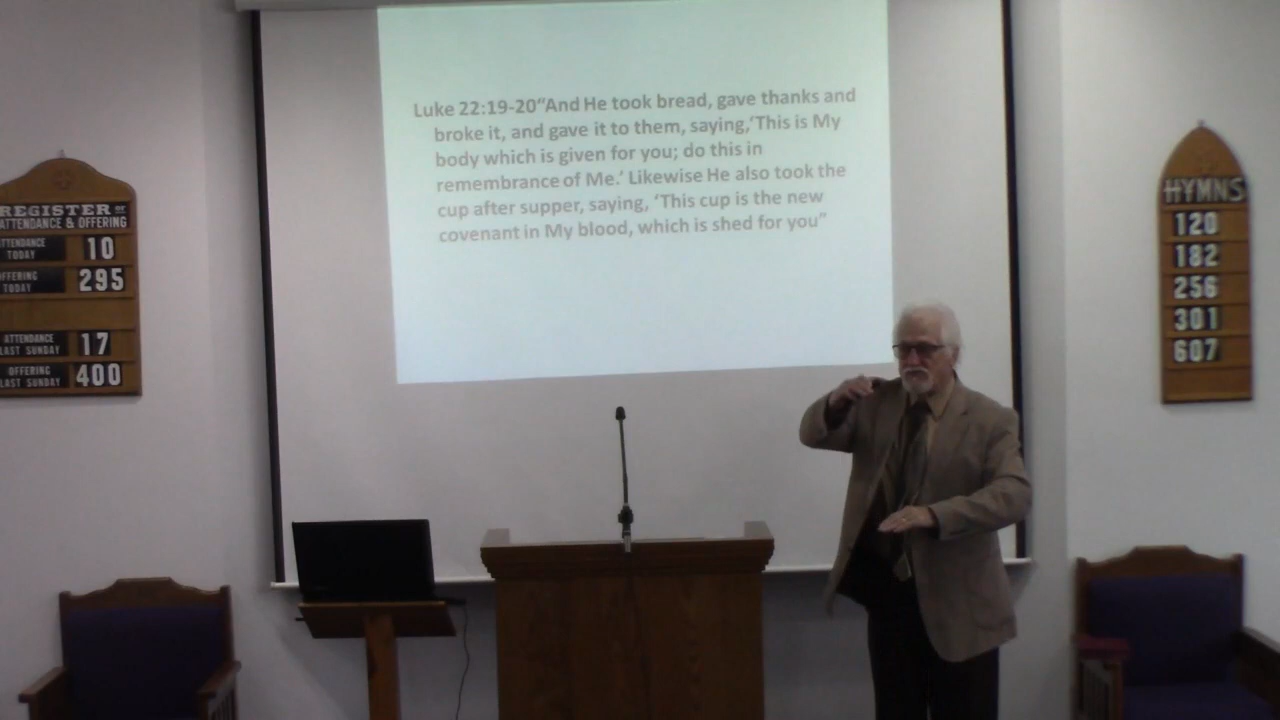 Luke 22:19-20"And He took bread, gave thanks and
broke it, and gave it to them, saying,'This is My
body which is given for you; do this in
remembrance of Me.' Likewise He also took the
cup after supper, saying, 'This cup is the new
covenant in My blood, which is shed for you"
REGISTER OF
ATTENDANCE & OFFERING
ATTENDANCE TODAY 10
OFFERING TODAY 295
ATTENDANCE LAST SUNDAY 17
OFFERING LAST SUNDAY 400
HYMNS
120
182
256
301
607